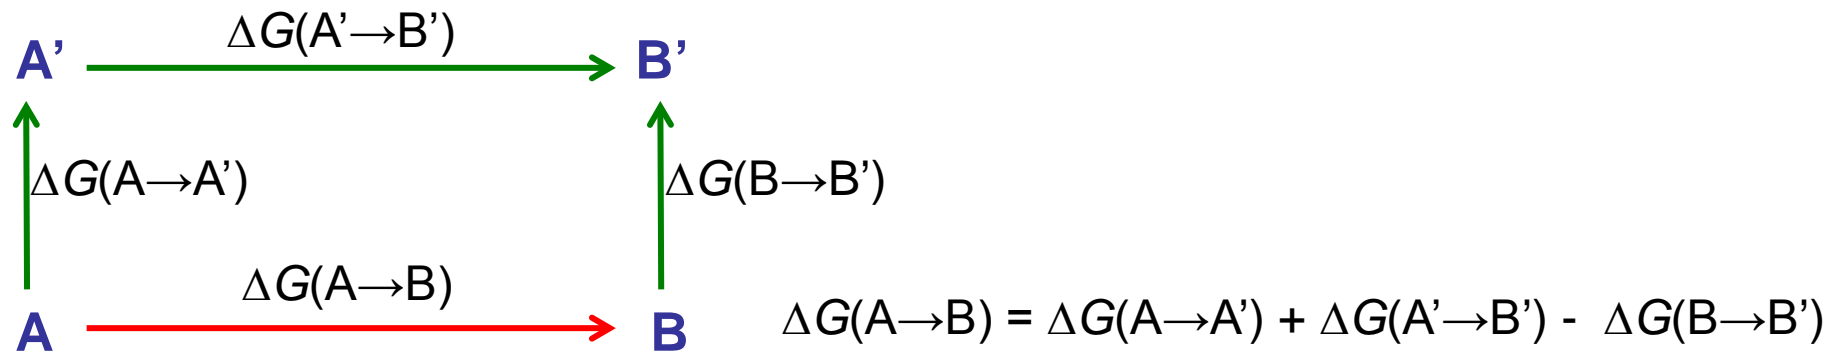 ΔG(A’→B’)
A’ B’
ΔG(A→A’) ΔG(B→B’)
ΔG(A→B)
A B ΔG(A→B) = ΔG(A→A’) + ΔG(A’→B’) - ΔG(B→B’)